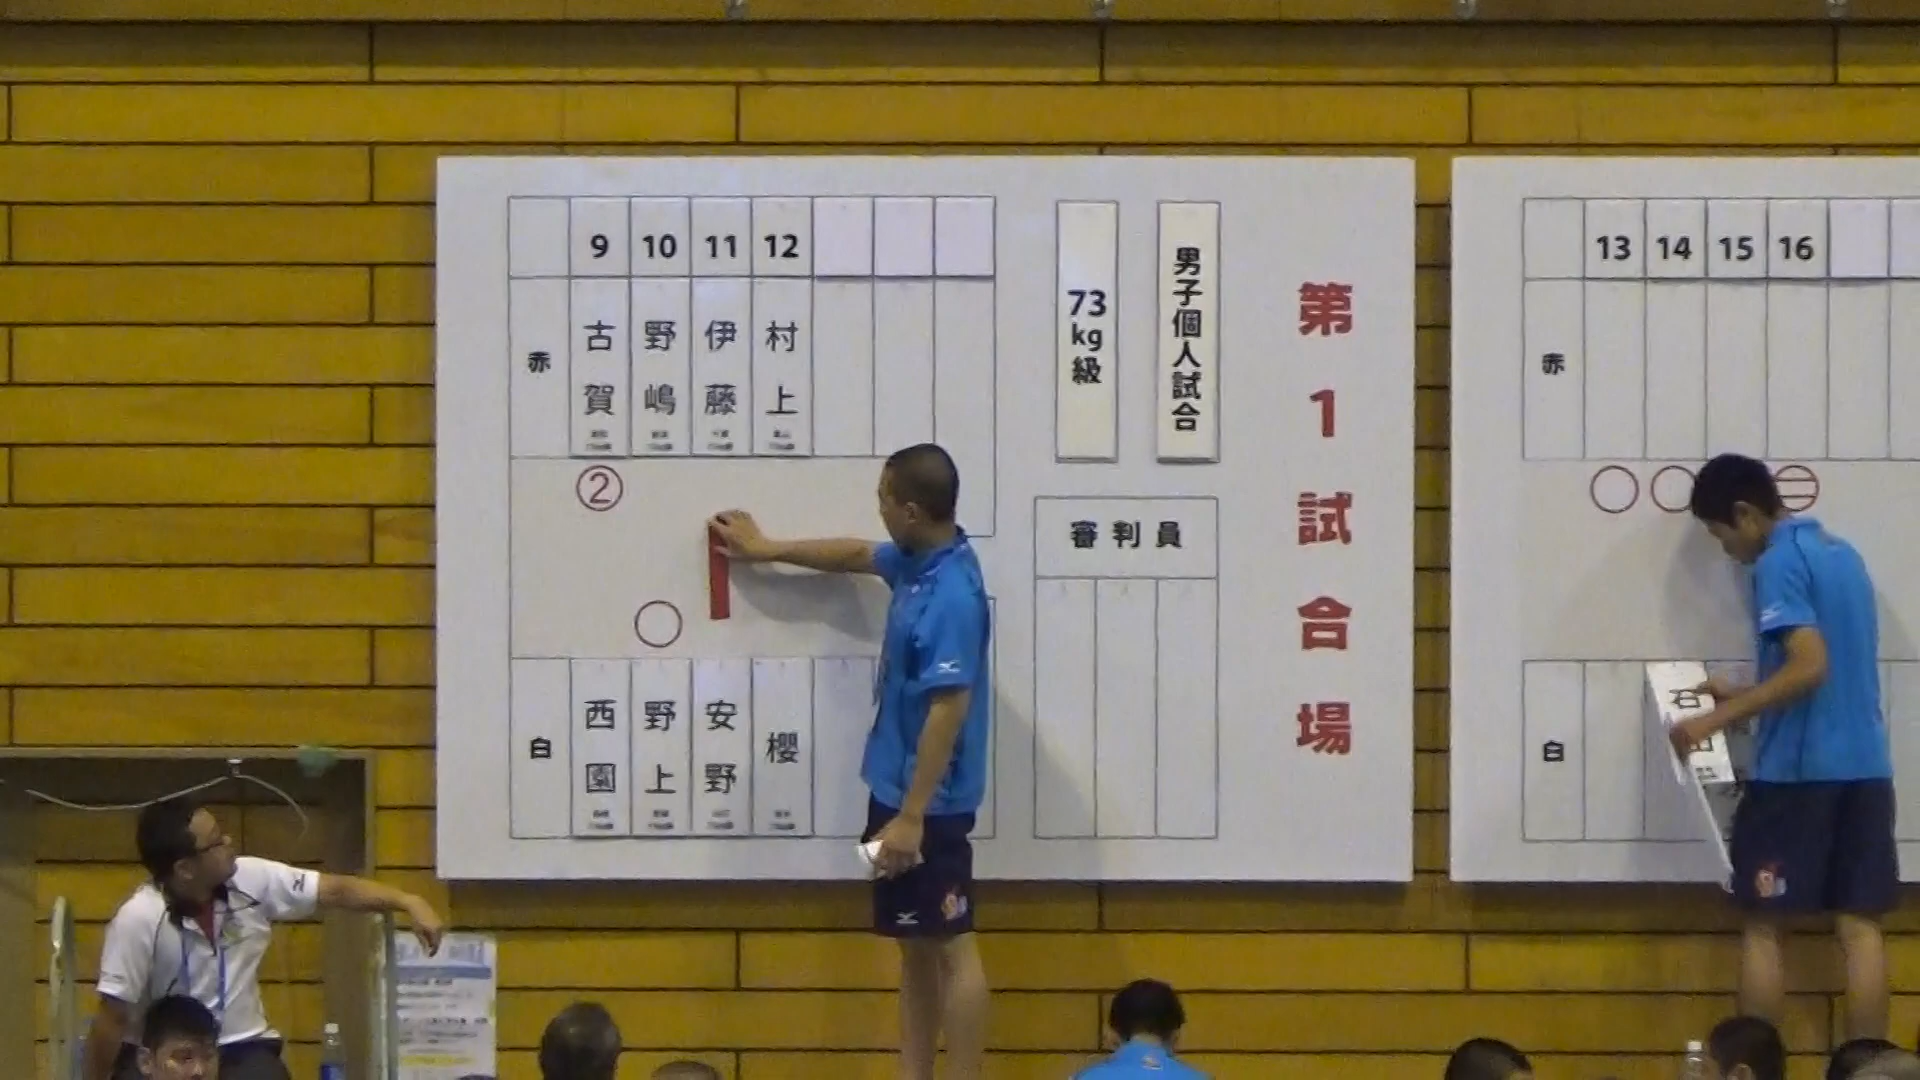 第1試合場
男子個人試合
73kg級
審判員
9 10 11 12
赤
古賀
野嶋
伊藤
村上
②
白
西園
野上
安野
櫻
13 14 15 16
赤
白
石